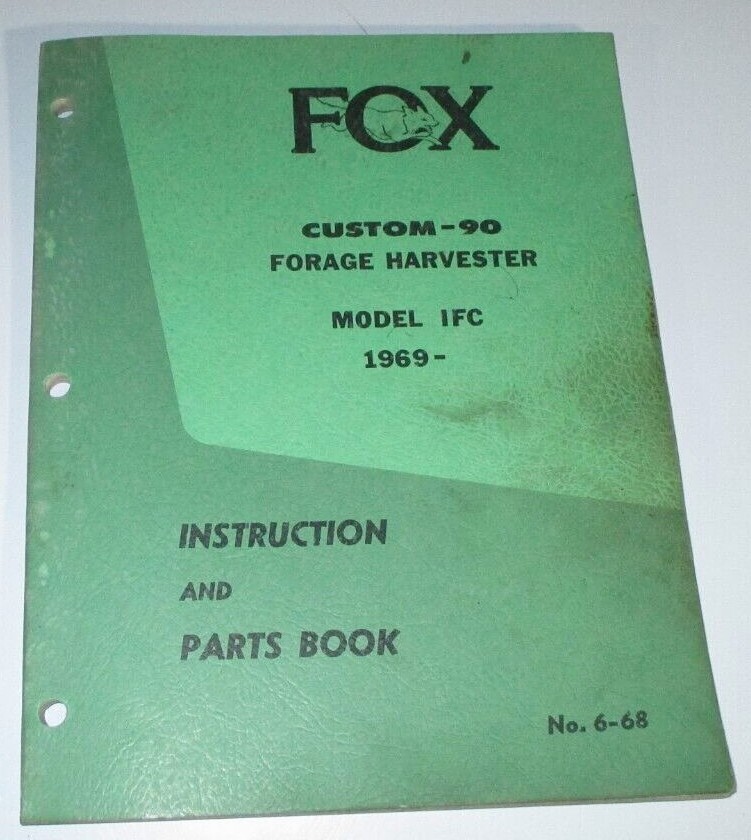 FOX
CUSTOM-90
FORAGE HARVESTER
MODEL IFC
1969-
INSTRUCTION
AND
PARTS BOOK
No. 6-68